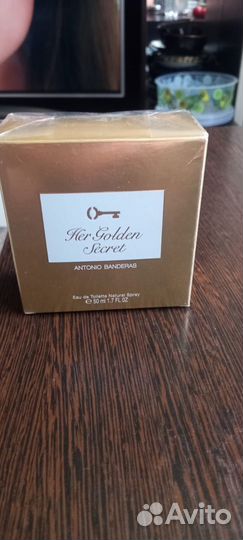 Her Golden
Secret
ANTONIO BANDERAS
Eau de Toilette Natural Spray
℮ 50 ml 1.7 FL.OZ
Avito